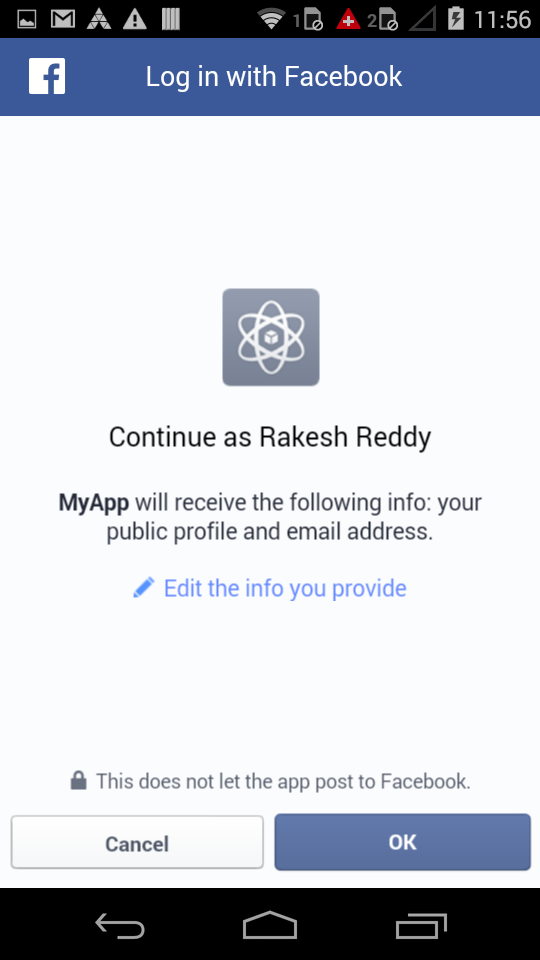 1 2 11:56
Log in with Facebook
Continue as Rakesh Reddy
MyApp will receive the following info: your
public profile and email address.
Edit the info you provide
This does not let the app post to Facebook.
Cancel OK